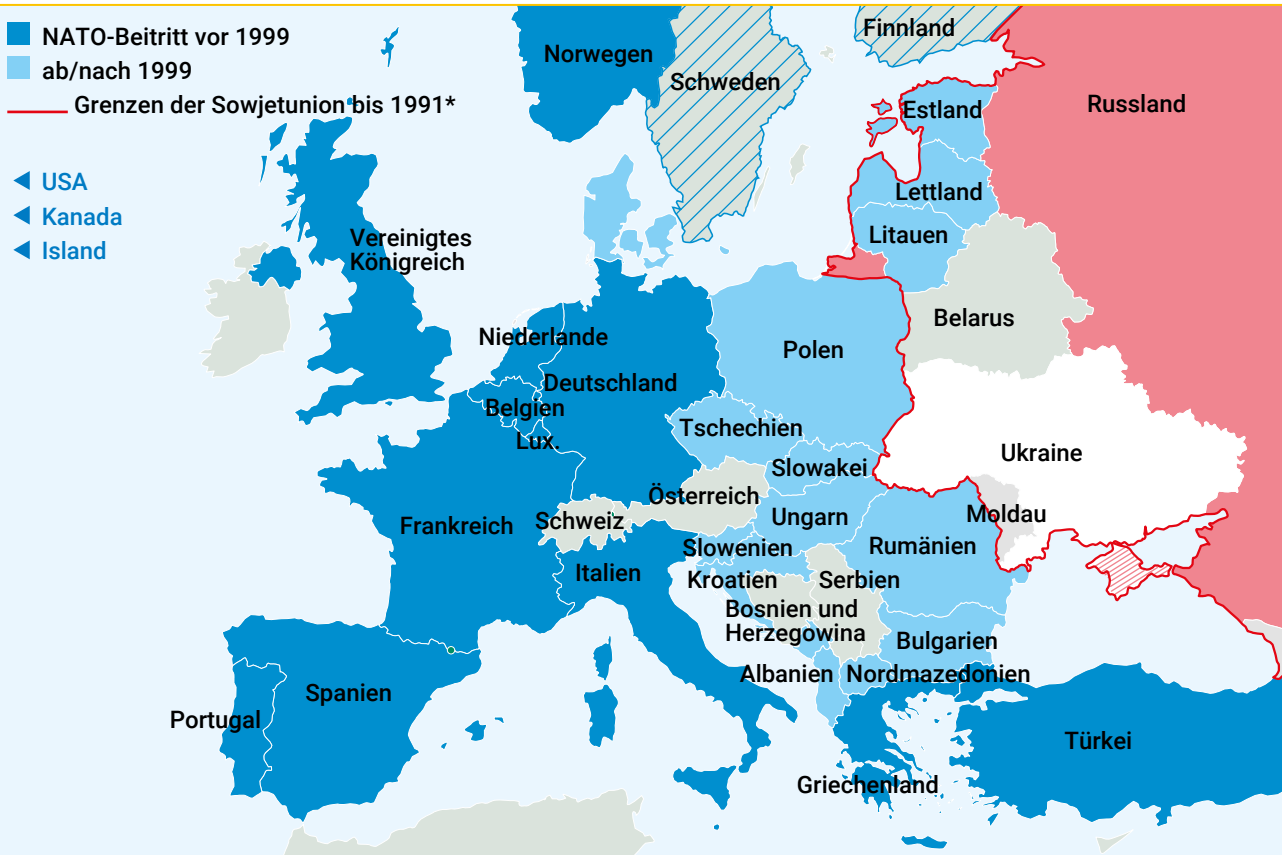 NATO-Beitritt vor 1999
ab/nach 1999
Grenzen der Sowjetunion bis 1991*
USA
Kanada
Island
Norwegen
Schweden
Finnland
Russland
Estland
Lettland
Litauen
Vereinigtes
Königreich
Belarus
Niederlande
Polen
Deutschland
Belgien
Lux.
Tschechien
Ukraine
Slowakei
Österreich
Frankreich
Schweiz
Ungarn
Moldau
Slowenien
Rumänien
Italien
Kroatien
Serbien
Bosnien und
Herzegowina
Bulgarien
Albanien
Nordmazedonien
Spanien
Portugal
Türkei
Griechenland